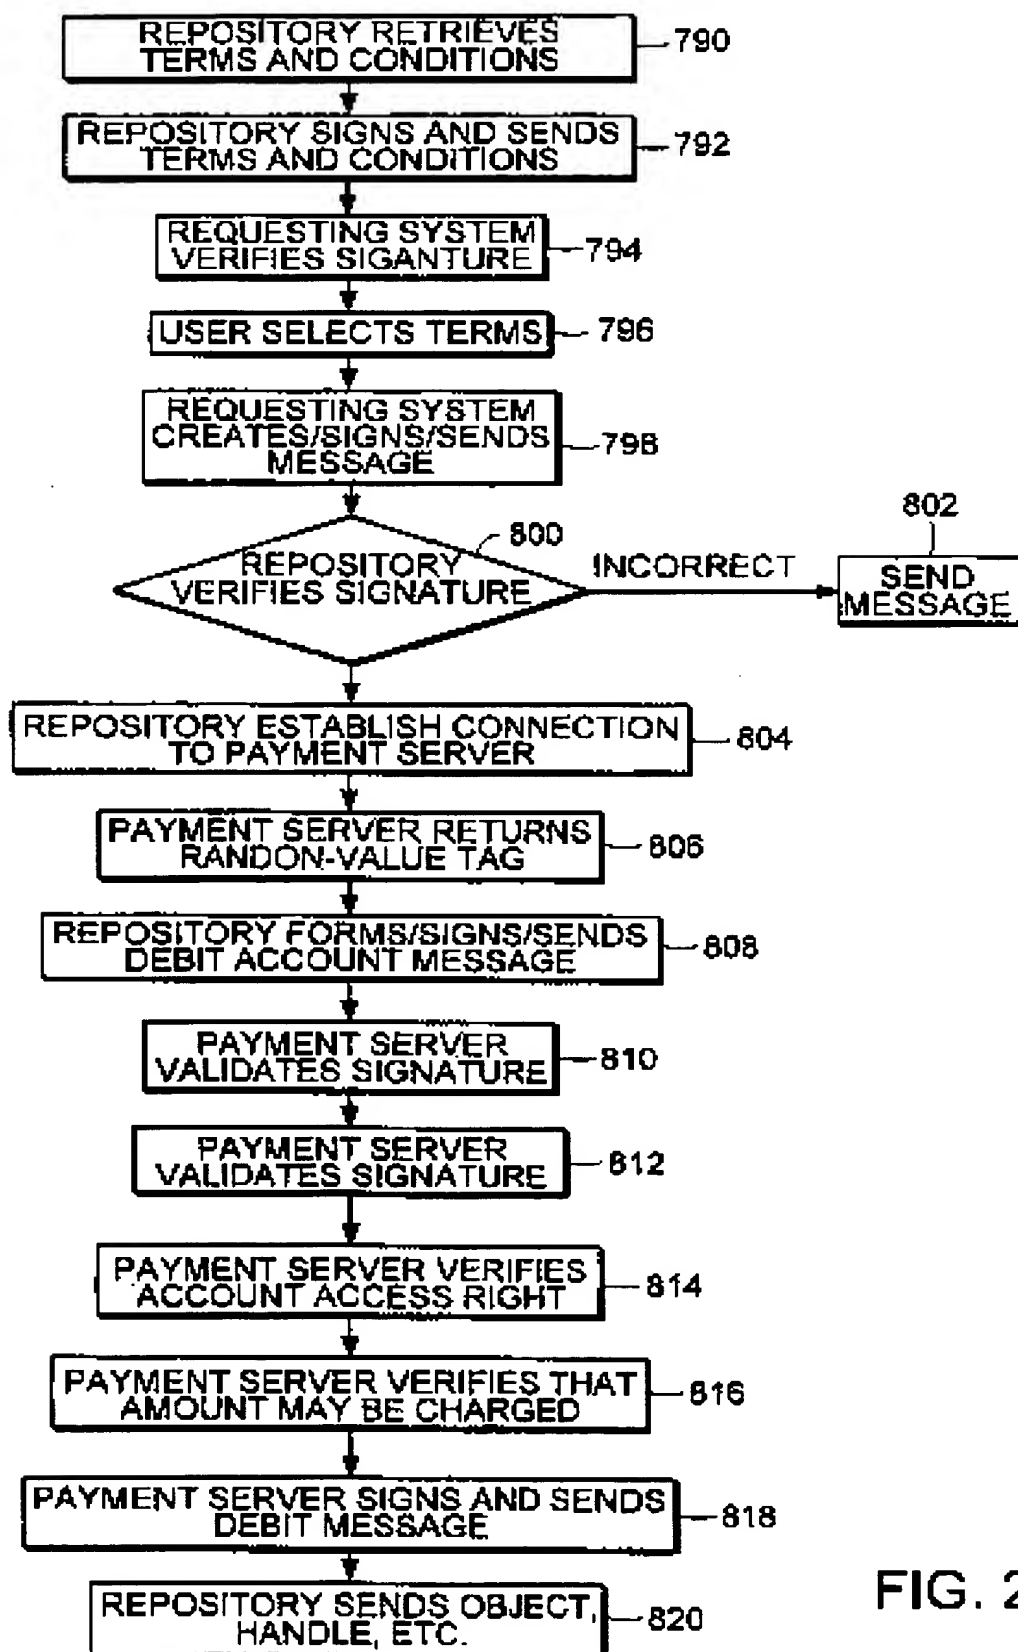 REPOSITORY RETRIEVES
TERMS AND CONDITIONS
790
REPOSITORY SIGNS AND SENDS
TERMS AND CONDITIONS
792
REQUESTING SYSTEM
VERIFIES SIGANTURE
794
USER SELECTS TERMS
796
REQUESTING SYSTEM
CREATES/SIGNS/SENDS
MESSAGE
798
800
REPOSITORY
VERIFIES SIGNATURE
INCORRECT
802
SEND
MESSAGE
REPOSITORY ESTABLISH CONNECTION
TO PAYMENT SERVER
804
PAYMENT SERVER RETURNS
RANDON-VALUE TAG
806
REPOSITORY FORMS/SIGNS/SENDS
DEBIT ACCOUNT MESSAGE
808
PAYMENT SERVER
VALIDATES SIGNATURE
810
PAYMENT SERVER
VALIDATES SIGNATURE
812
PAYMENT SERVER VERIFIES
ACCOUNT ACCESS RIGHT
814
PAYMENT SERVER VERIFIES THAT
AMOUNT MAY BE CHARGED
816
PAYMENT SERVER SIGNS AND SENDS
DEBIT MESSAGE
818
REPOSITORY SENDS OBJECT,
HANDLE, ETC.
820
FIG. 2